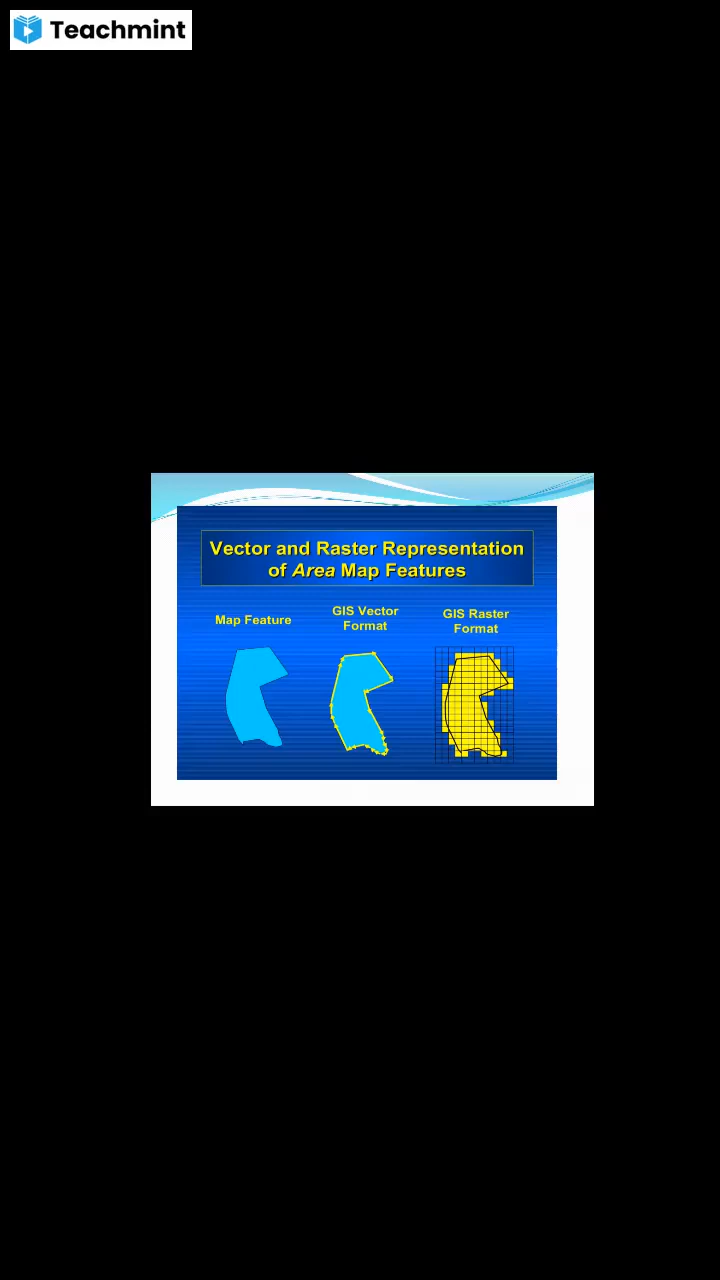 Teachmint
Vector and Raster Representation
of Area Map Features
Map Feature
GIS Vector
Format
GIS Raster
Format